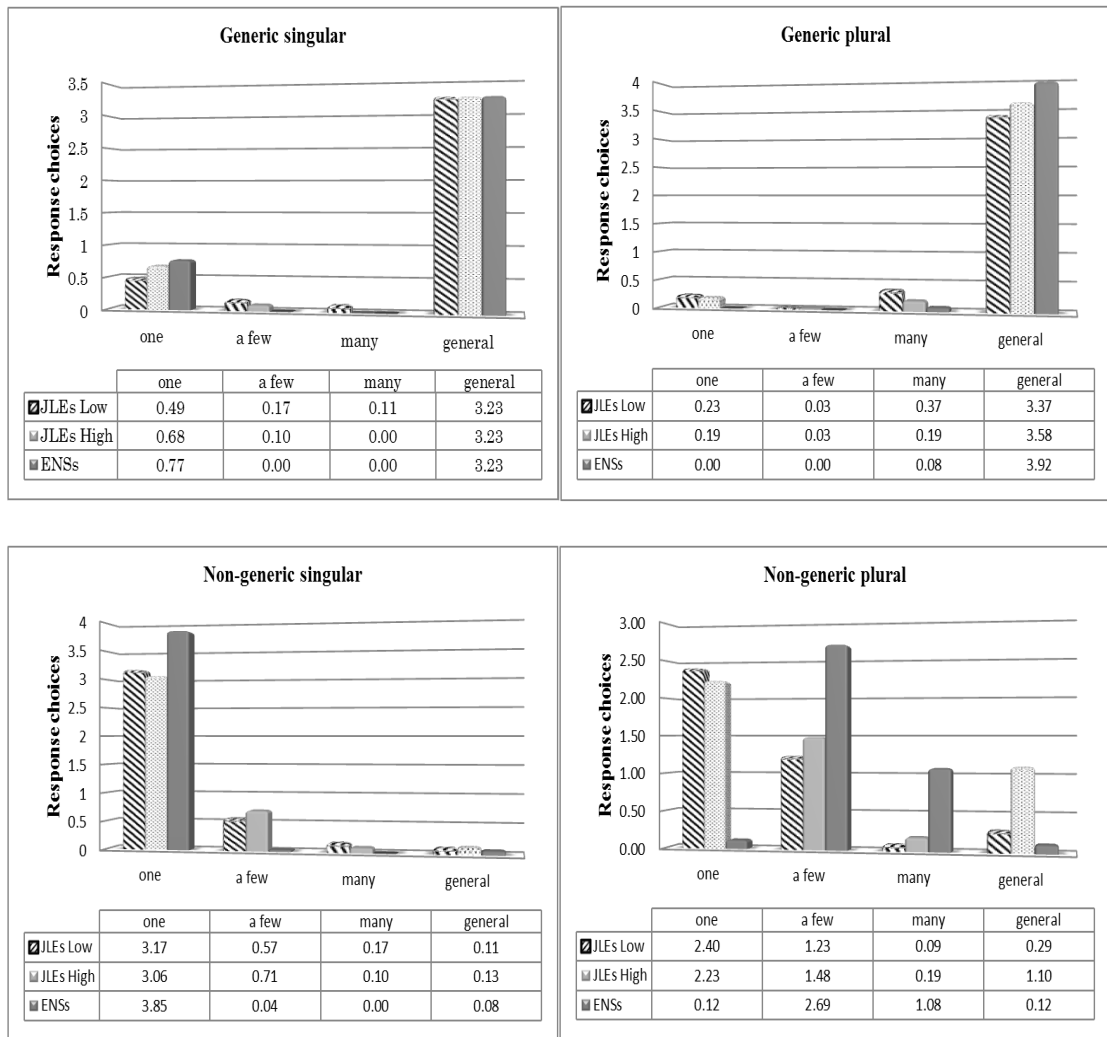 Generic singular
Response choices
3.5
3
2.5
2
1.5
1
0.5
0
one a few many general
one a few many general
JLEs Low 0.49 0.17 0.11 3.23
JLEs High 0.68 0.10 0.00 3.23
ENSs 0.77 0.00 0.00 3.23
Generic plural
Response choices
4
3.5
3
2.5
2
1.5
1
0.5
0
one a few many general
one a few many general
JLEs Low 0.23 0.03 0.37 3.37
JLEs High 0.19 0.03 0.19 3.58
ENSs 0.00 0.00 0.08 3.92
Non-generic singular
Response choices
4
3.5
3
2.5
2
1.5
1
0.5
0
one a few many general
one a few many general
JLEs Low 3.17 0.57 0.17 0.11
JLEs High 3.06 0.71 0.10 0.13
ENSs 3.85 0.04 0.00 0.08
Non-generic plural
Response choices
3.00
2.50
2.00
1.50
1.00
0.50
0.00
one a few many general
one a few many general
JLEs Low 2.40 1.23 0.09 0.29
JLEs High 2.23 1.48 0.19 1.10
ENSs 0.12 2.69 1.08 0.12